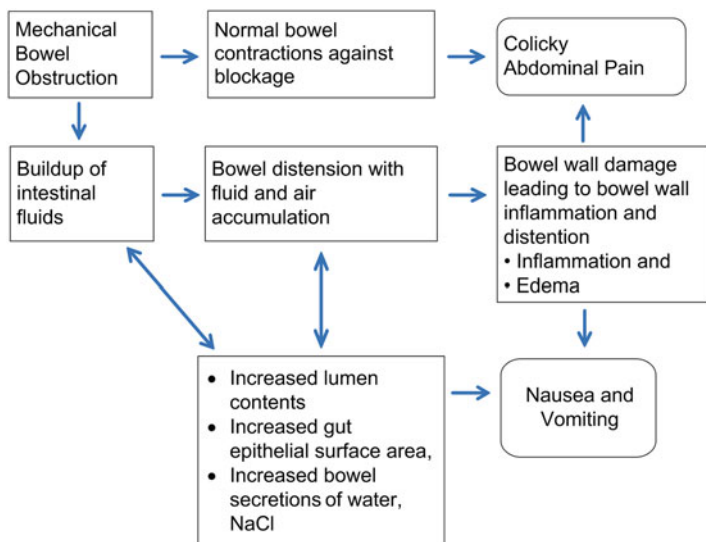 Mechanical
Bowel
Obstruction
Normal bowel
contractions against
blockage
Colicky
Abdominal Pain
Buildup of
intestinal
fluids
Bowel distension with
fluid and air
accumulation
Bowel wall damage
leading to bowel wall
inflammation and
distention
• Inflammation and
• Edema
• Increased lumen
contents
• Increased gut
epithelial surface area,
• Increased bowel
secretions of water,
NaCl
Nausea and
Vomiting